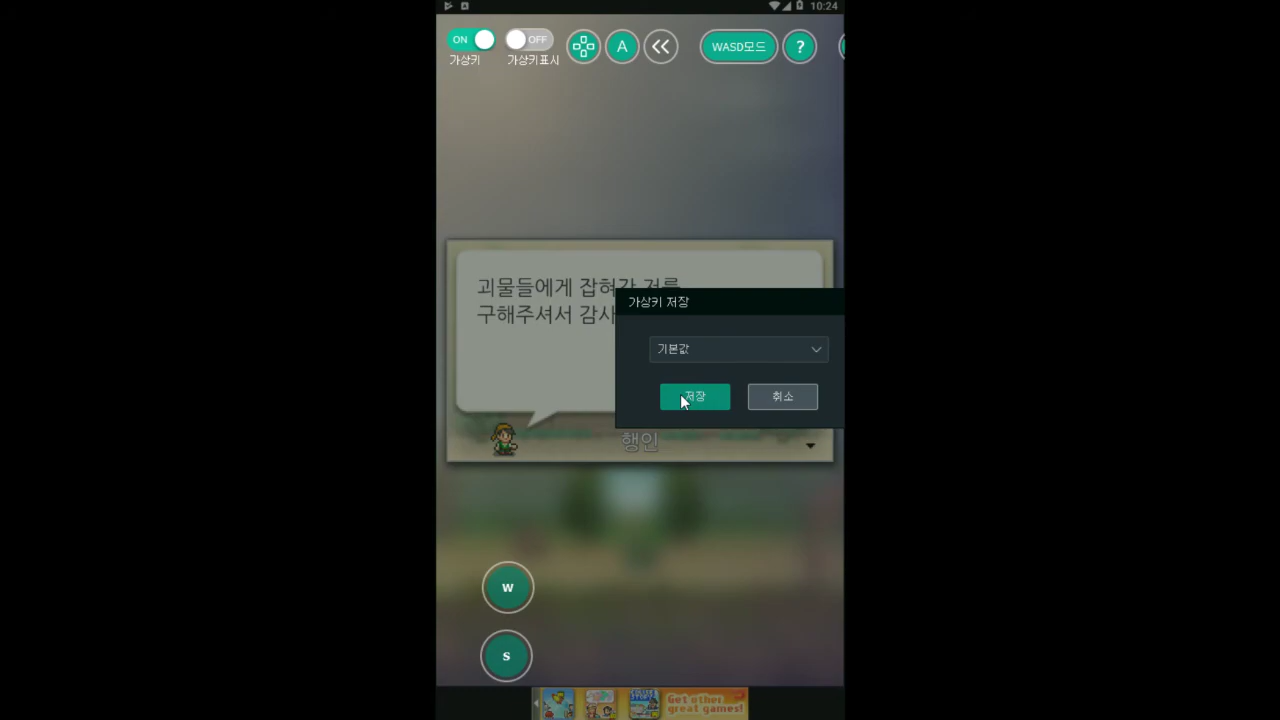 10:24
ON
OFF
가상키
가상키표시
A
WASD모드
?
괴물들에게 잡혀간 저를
구해주셔서 감사
가상키 저장
기본값
저장
취소
행인
W
S
Get other
great games!